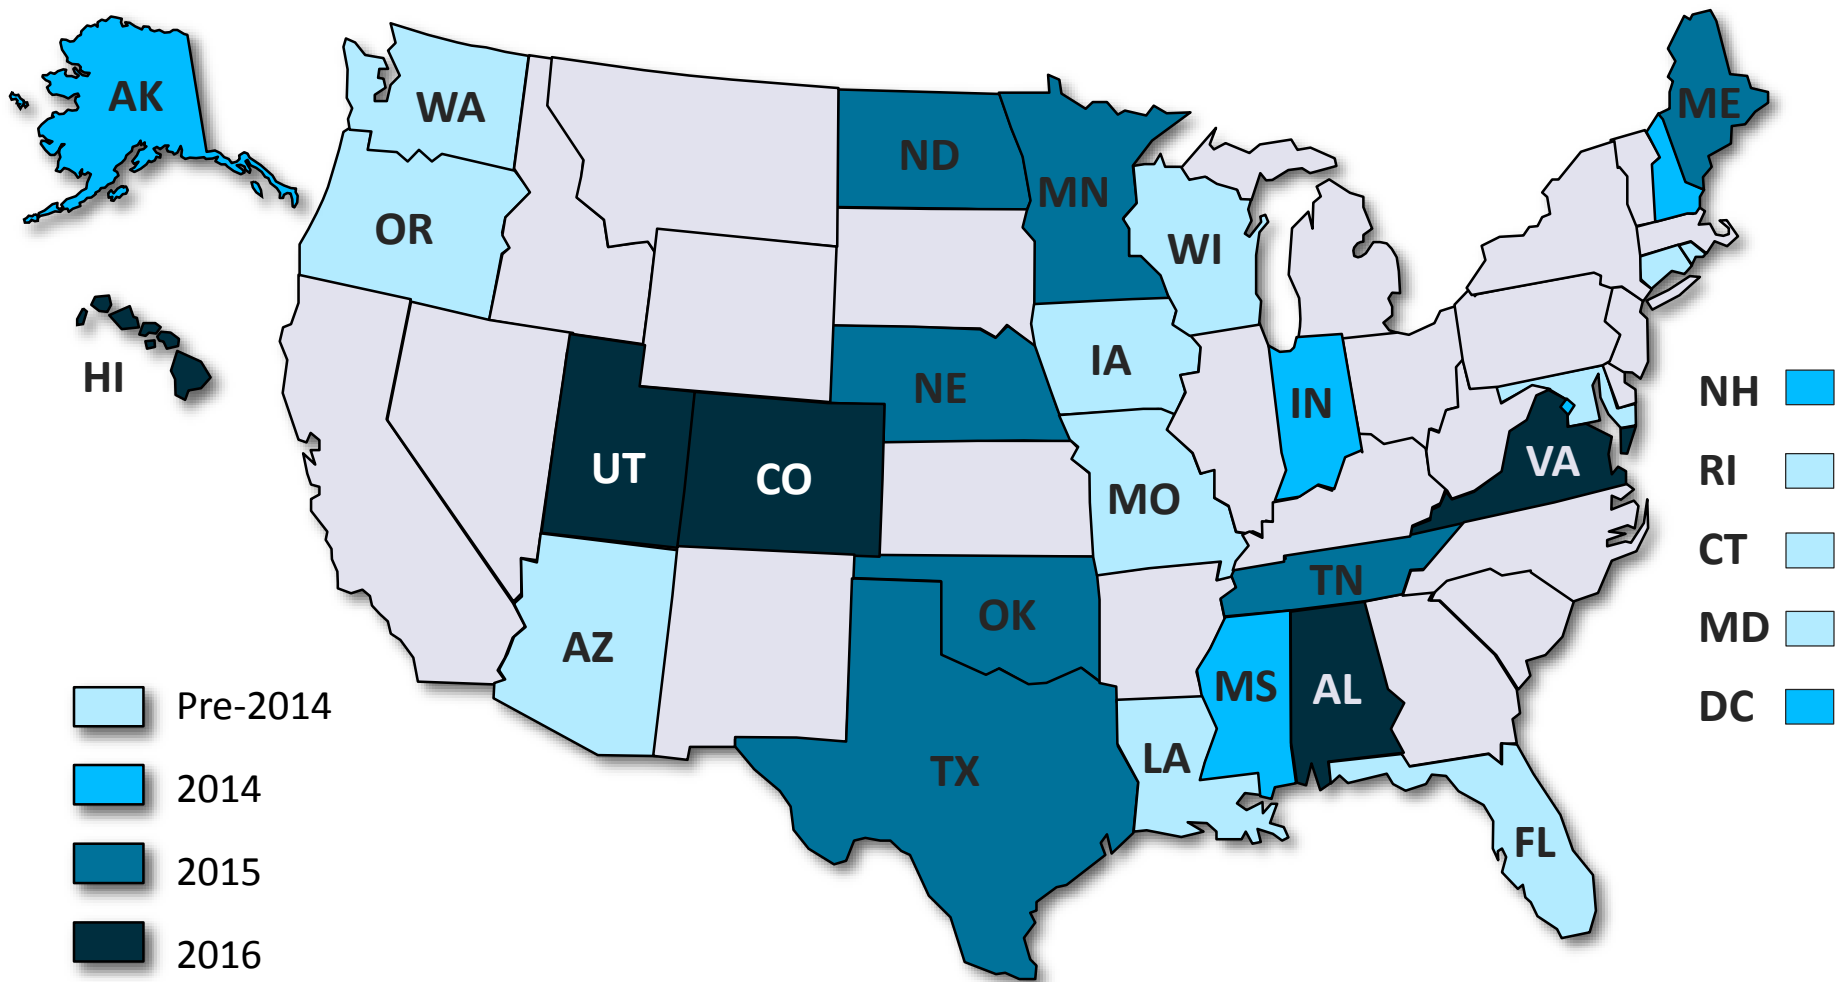 AK
WA
ME
ND
MN
OR
WI
HI
IA
NE
IN
NH
UT
CO
VA
RI
MO
CT
TN
OK
MD
AZ
MS
AL
DC
LA
TX
FL
Pre-2014
2014
2015
2016